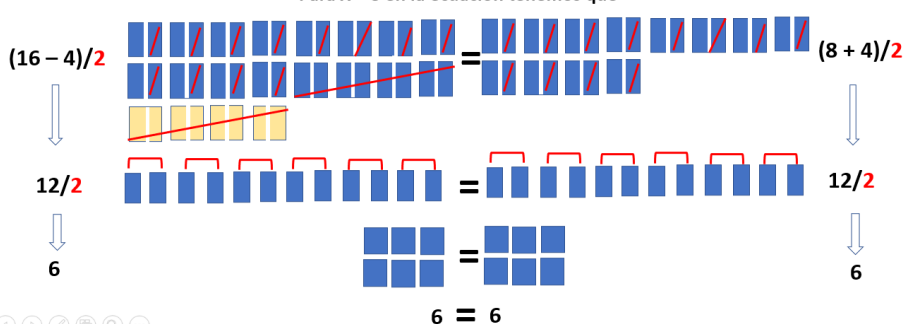 (16 – 4)/2 = (8 + 4)/2
12/2 = 12/2
6 = 6
6 = 6